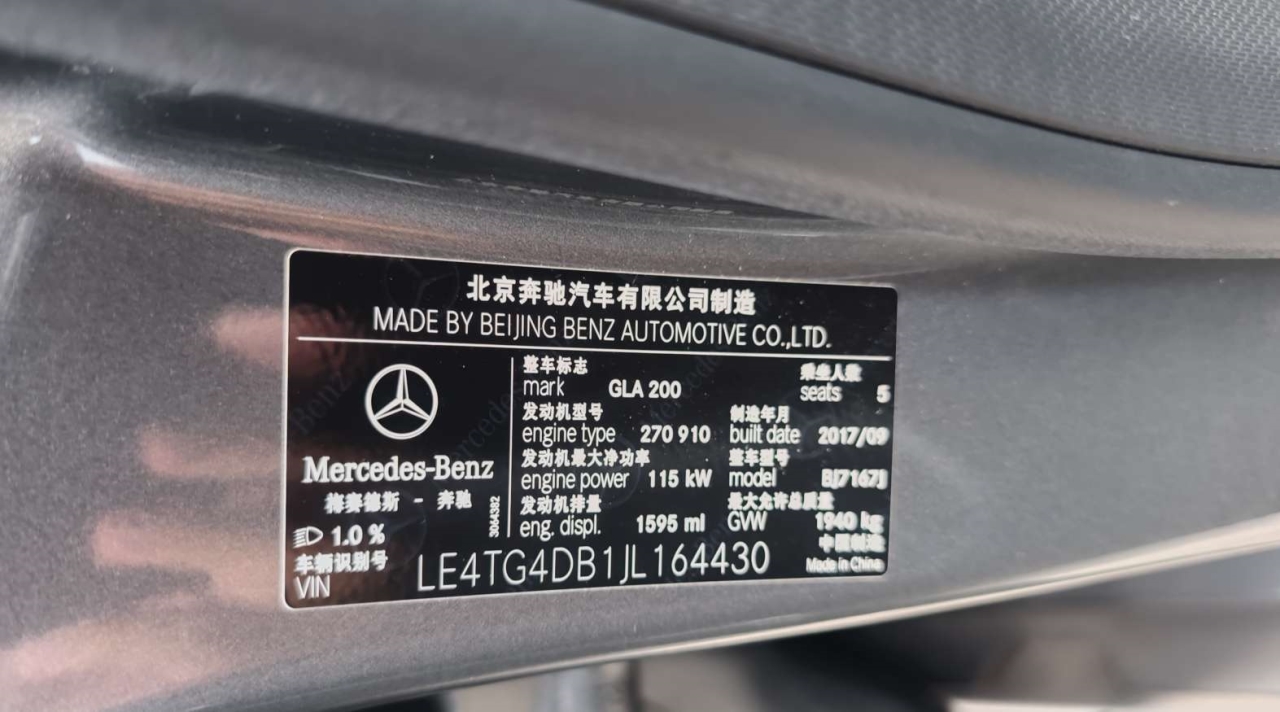 北京奔驰汽车有限公司制造
MADE BY BEIJING BENZ AUTOMOTIVE CO.,LTD.
Mercedes-Benz
梅赛德斯 - 奔驰
3064382
1.0 %
整车标志
mark GLA 200
乘坐人数
seats 5
发动机型号
engine type 270 910
制造年月
built date 2017/09
发动机最大净功率
engine power 115 kW
整车型号
model BJ7167J
发动机排量
eng. displ. 1595 ml
最大允许总质量
GVW 1940 kg
中国制造
Made in China
车辆识别号
VIN LE4TG4DB1JL164430